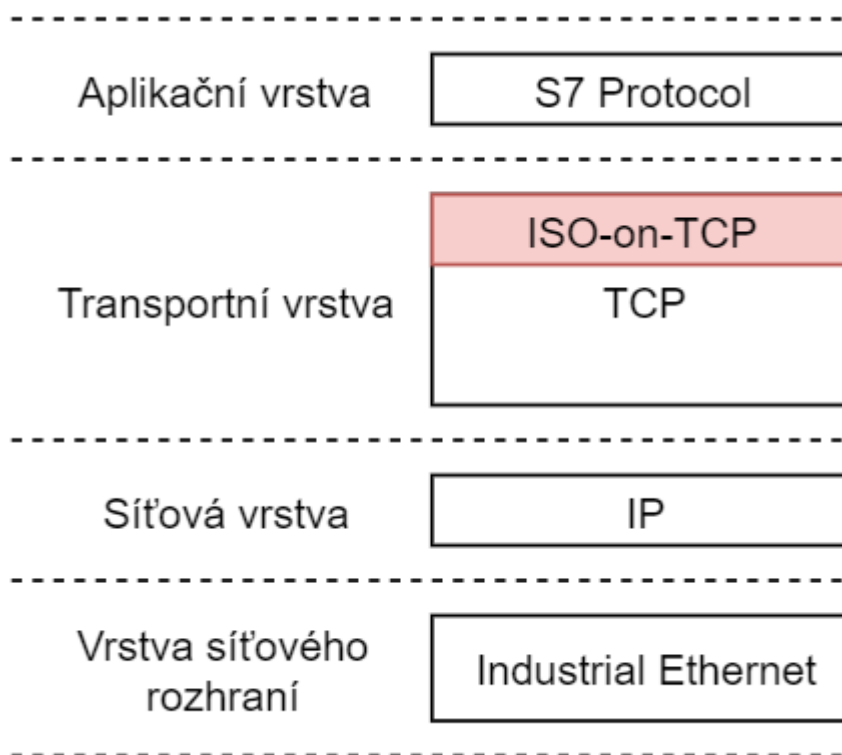 Aplikační vrstva
S7 Protocol
ISO-on-TCP
Transportní vrstva
TCP
Síťová vrstva
IP
Vrstva síťového
rozhraní
Industrial Ethernet